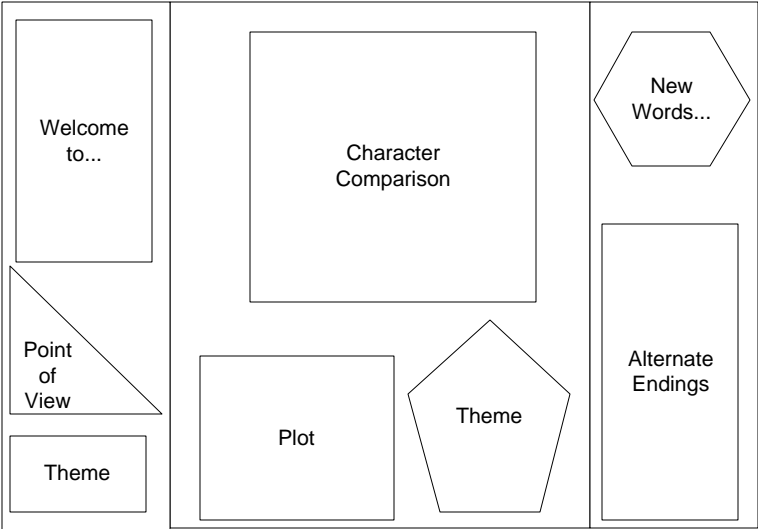 Welcome
to...
Point
of
View
Theme
Character
Comparison
Plot
Theme
New
Words...
Alternate
Endings